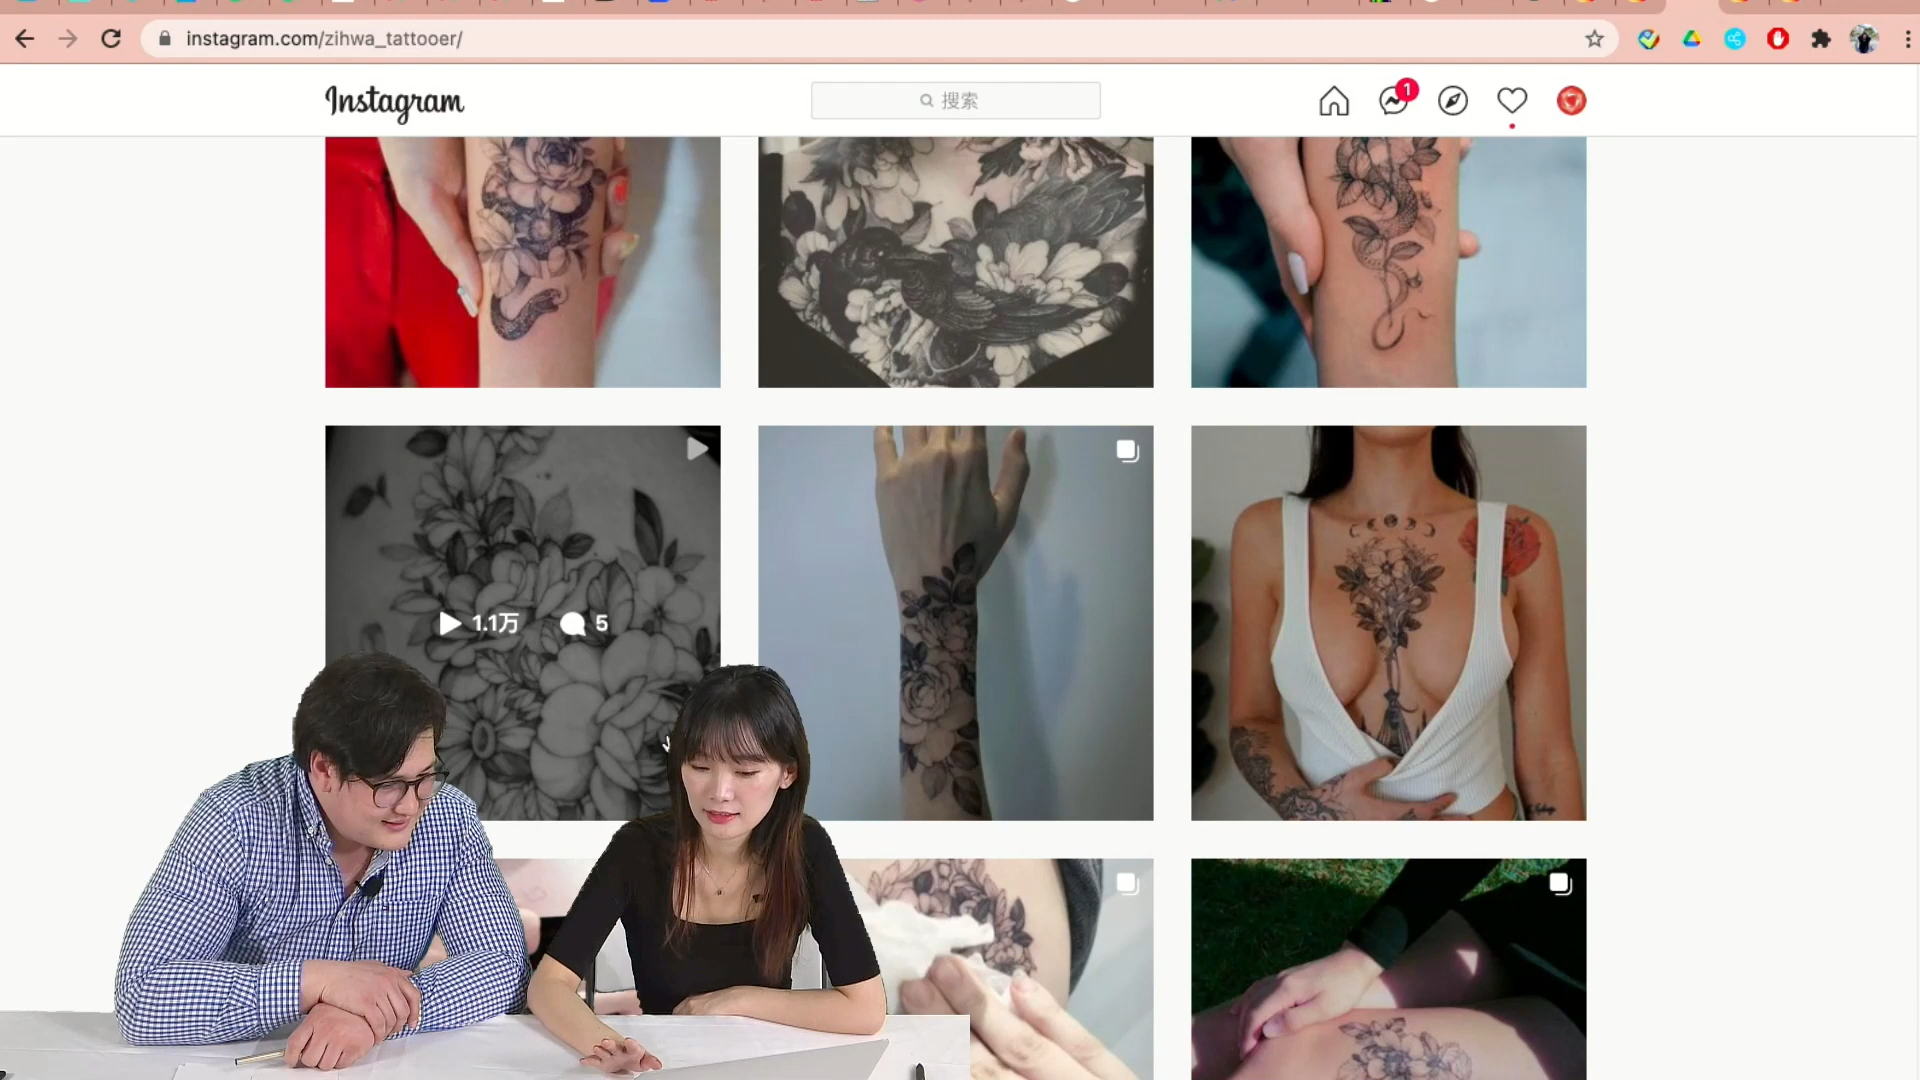 instagram.com/zihwa_tattooer/
Instagram
搜索
1
1.1万
5